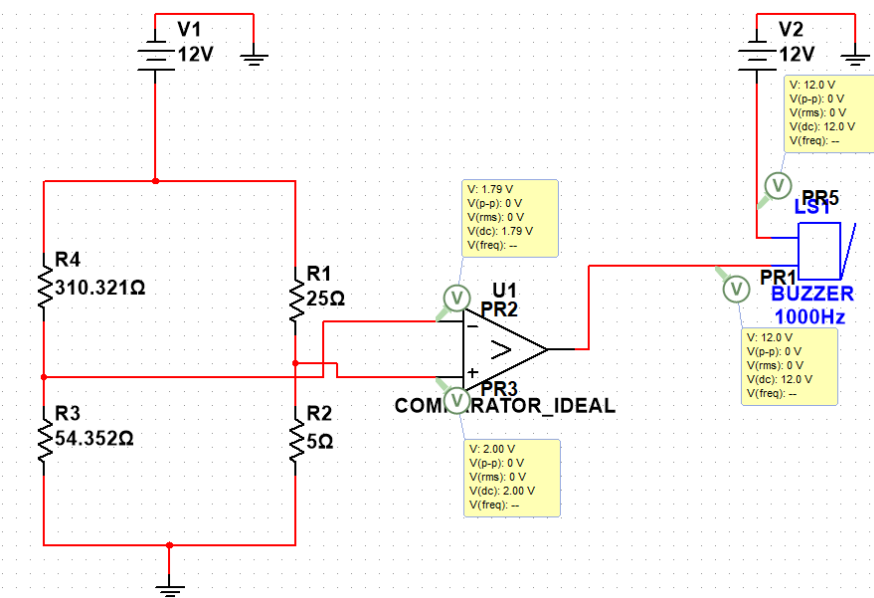 V1
12V
V2
12V
V: 12.0 V
V(p-p): 0 V
V(rms): 0 V
V(dc): 12.0 V
V(freq): --
V
PR5
LS1
V: 1.79 V
V(p-p): 0 V
V(rms): 0 V
V(dc): 1.79 V
V(freq): --
R4
310.321Ω
R1
25Ω
V
U1
PR2
−
>
+
PR3
V
PR1
V
BUZZER
1000Hz
V: 12.0 V
V(p-p): 0 V
V(rms): 0 V
V(dc): 12.0 V
V(freq): --
COMPARATOR_IDEAL
R3
54.352Ω
R2
5Ω
V: 2.00 V
V(p-p): 0 V
V(rms): 0 V
V(dc): 2.00 V
V(freq): --